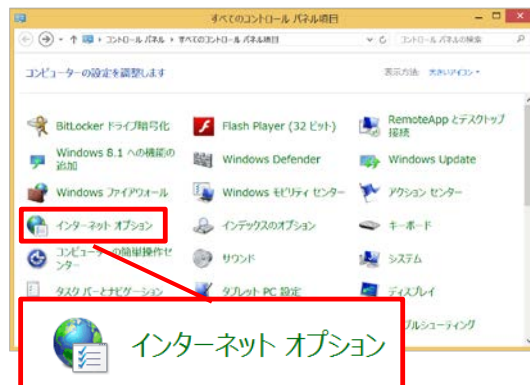 すべてのコントロール パネル項目
コントロール パネル
すべてのコントロール パネル項目
コントロール パネルの検索
コンピューターの設定を調整します
表示方法: 大きいアイコン
BitLocker ドライブ暗号化
Flash Player (32 ビット)
RemoteApp とデスクトップ
接続
Windows 8.1 への機能の
追加
Windows Defender
Windows Update
Windows ファイアウォール
Windows モビリティ センター
アクション センター
インターネット オプション
インデックスのオプション
キーボード
コンピューターの簡単操作セ
ンター
サウンド
システム
タスク バーとナビゲーション
タブレット PC 設定
ディスプレイ
ブルシューティング
インターネット オプション